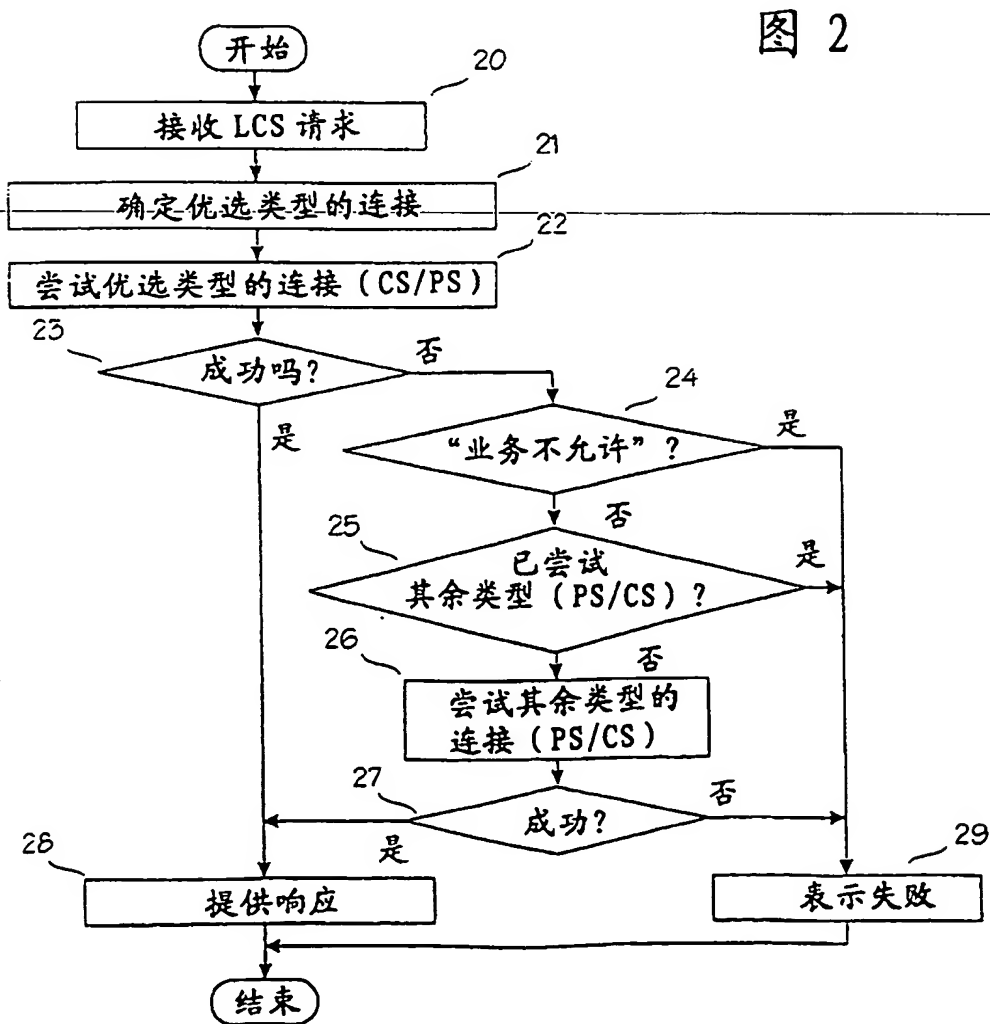 图 2
开始
20
接收 LCS 请求
21
确定优选类型的连接
22
尝试优选类型的连接（CS/PS）
23
成功吗？
否
是
24
“业务不允许”？
是
否
25
已尝试
其余类型（PS/CS）？
是
否
26
尝试其余类型的
连接（PS/CS）
27
成功？
否
是
28
提供响应
29
表示失败
结束